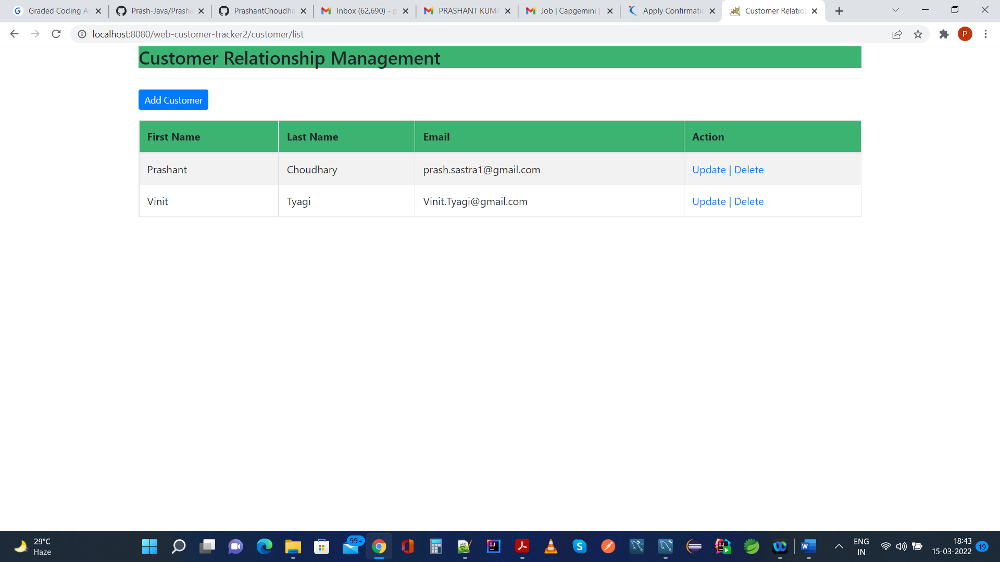 Graded Coding As
Prash-Java/Prasha
PrashantChoudha
Inbox (62,690) - p
PRASHANT KUMA
Job | Capgemini |
Apply Confirmatio
Customer Relation
localhost:8080/web-customer-tracker2/customer/list
P
Customer Relationship Management
Add Customer
First Name Last Name Email Action
Prashant Choudhary prash.sastra1@gmail.com Update | Delete
Vinit Tyagi Vinit.Tyagi@gmail.com Update | Delete
29°C
Haze
99+
ENG
IN
18:43
15-03-2022
19